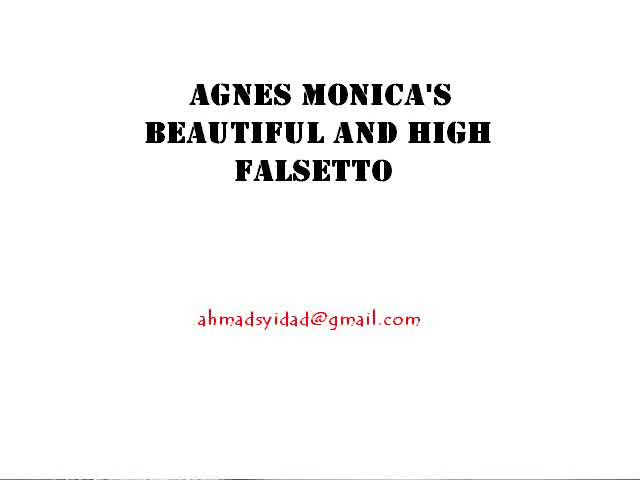 AGNES MONICA'S
BEAUTIFUL AND HIGH
FALSETTO
ahmadsyidad@gmail.com